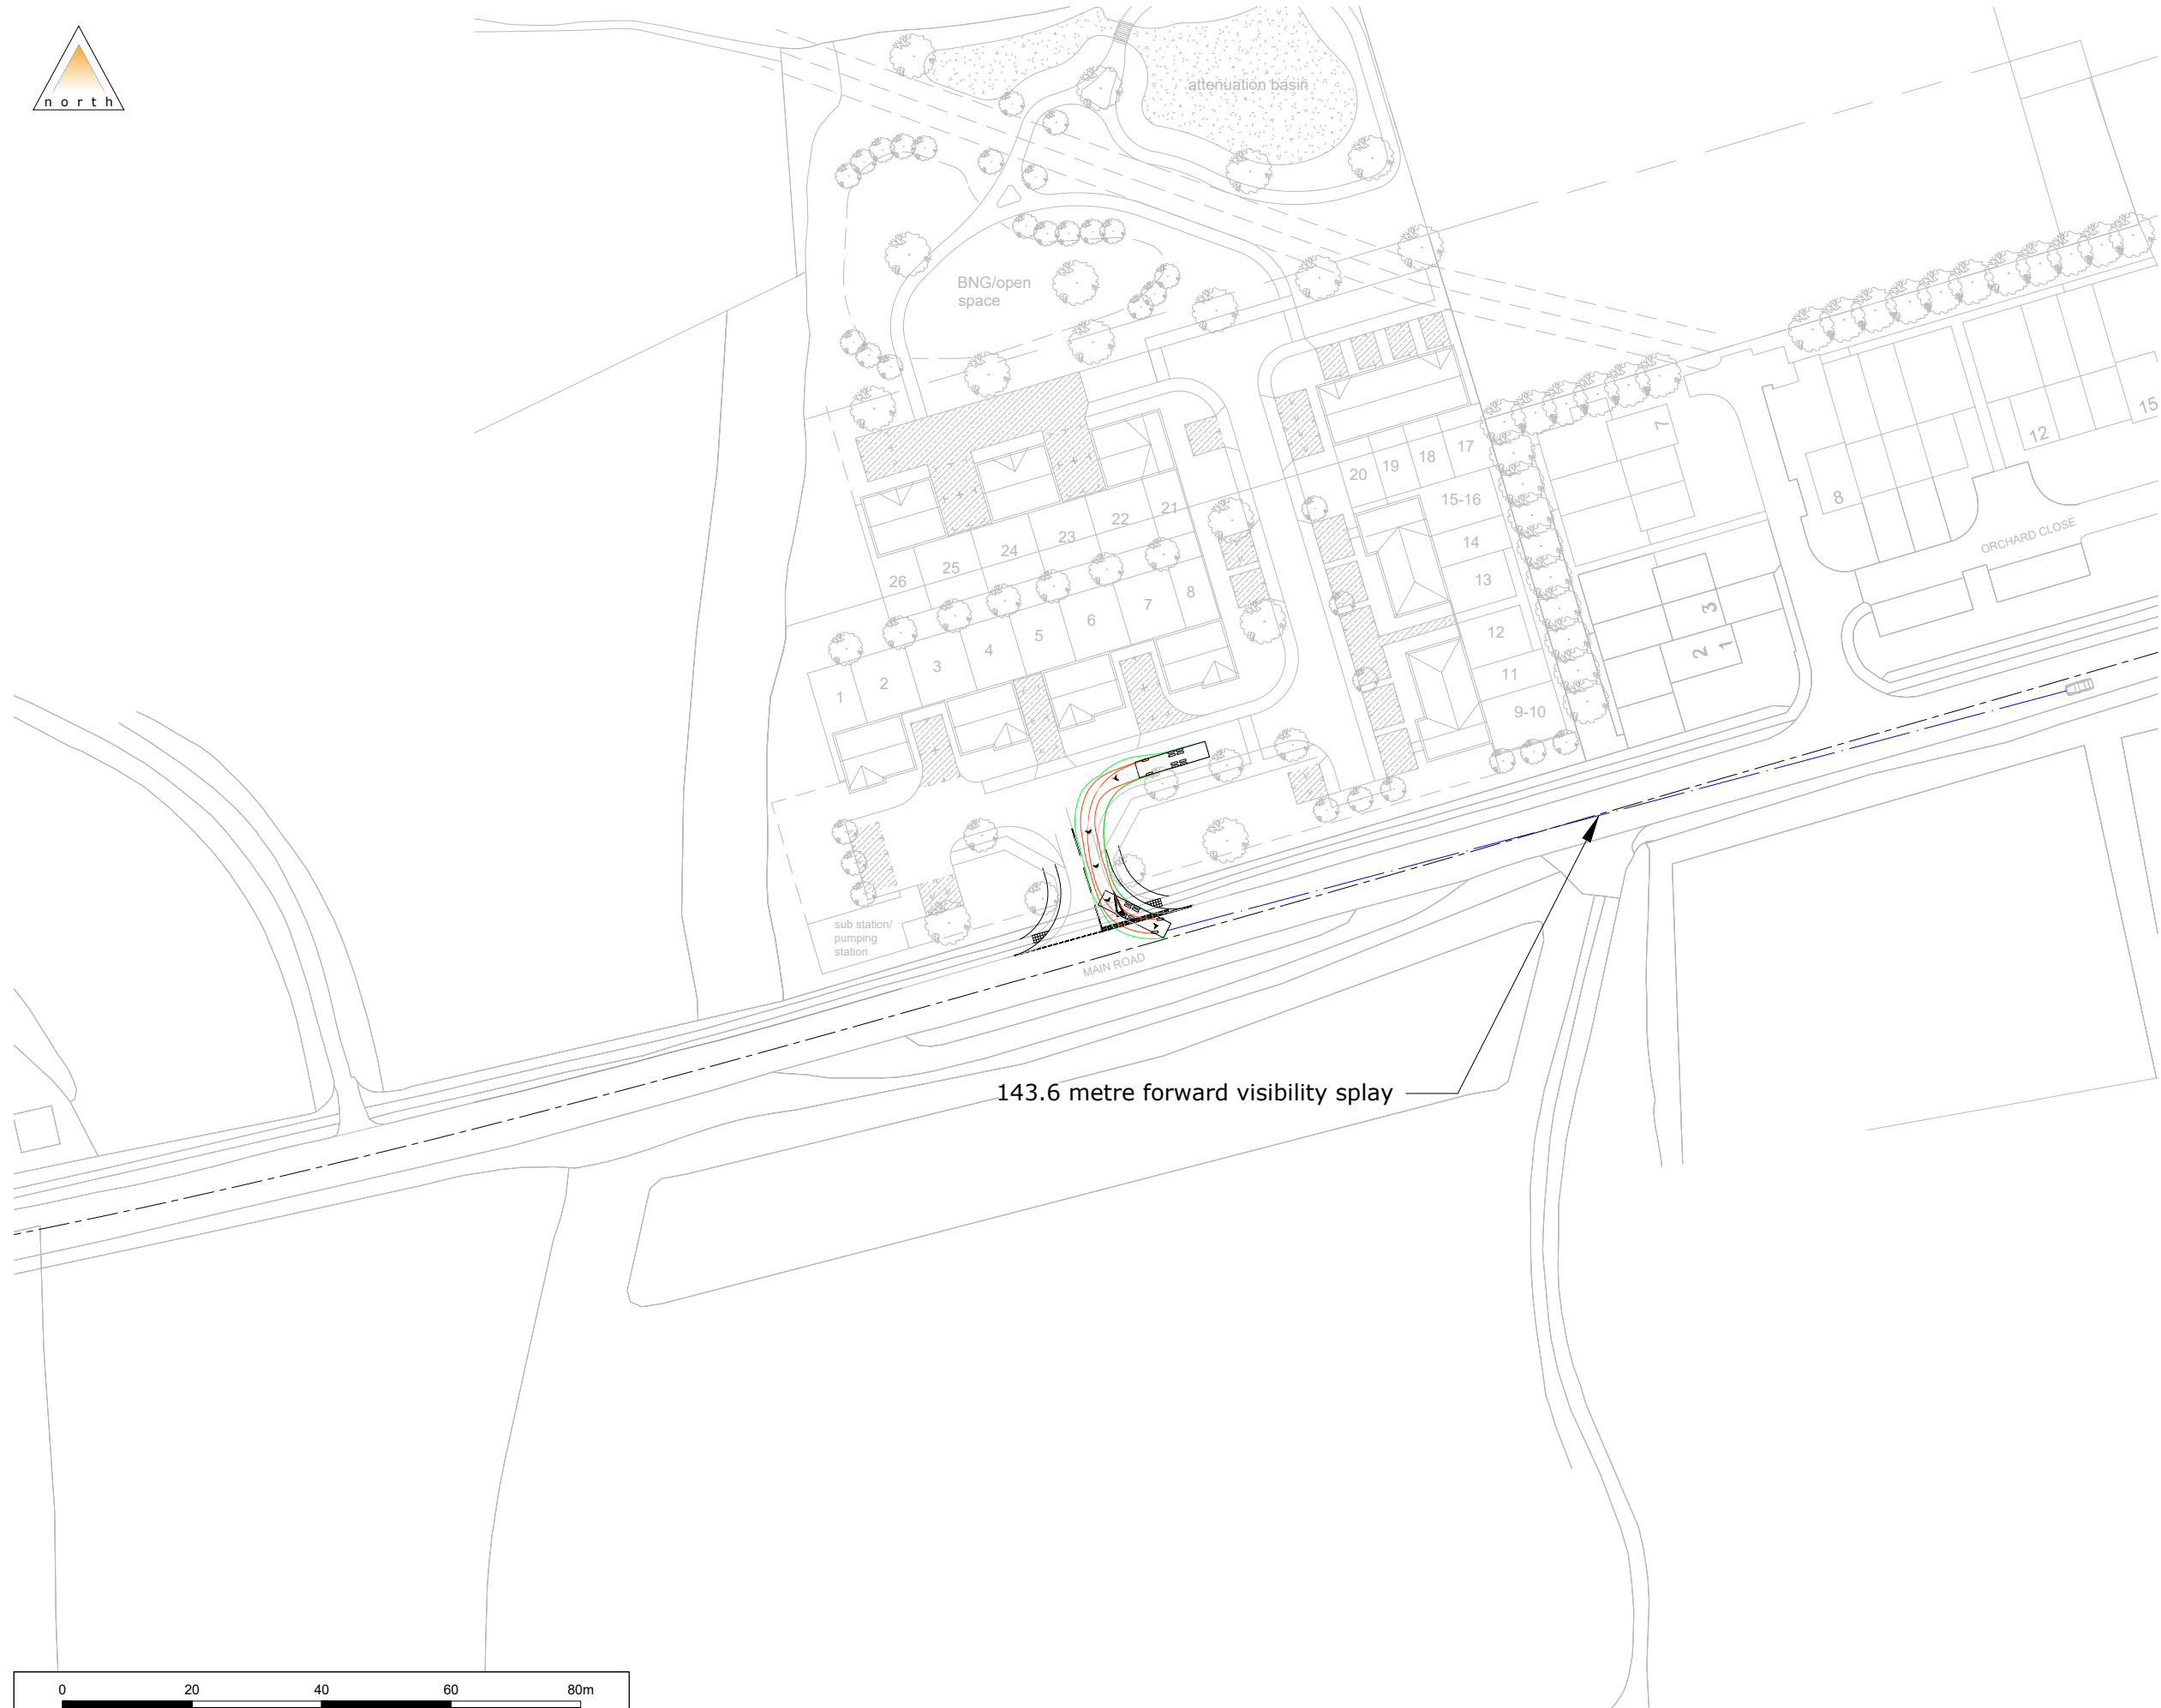 north
attenuation basin
BNG/open
space
7
12
15
8
ORCHARD CLOSE
17
18
19
20
15-16
14
13
12
11
9-10
21
22
23
24
25
26
8
7
6
5
4
3
2
1
3
2
1
sub station/
pumping
station
MAIN ROAD
143.6 metre forward visibility splay
0 20 40 60 80m